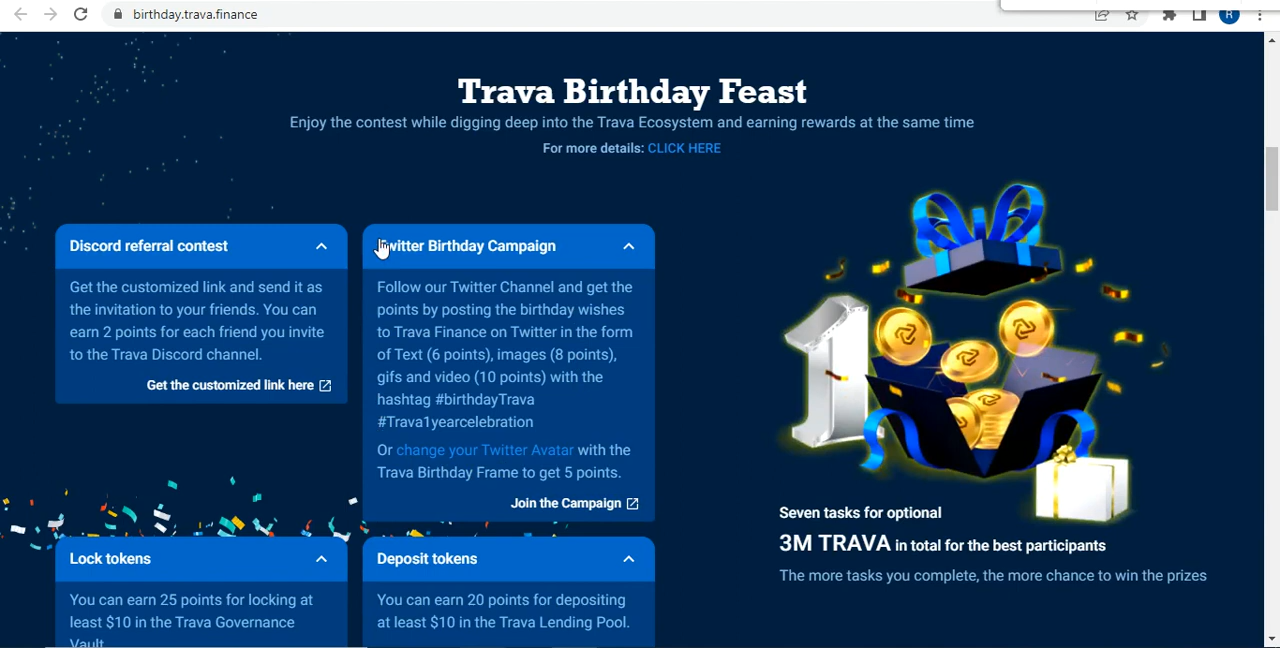 birthday.trava.finance
R
Trava Birthday Feast
Enjoy the contest while digging deep into the Trava Ecosystem and earning rewards at the same time
For more details: CLICK HERE
Discord referral contest
Get the customized link and send it as
the invitation to your friends. You can
earn 2 points for each friend you invite
to the Trava Discord channel.
Get the customized link here
Twitter Birthday Campaign
Follow our Twitter Channel and get the
points by posting the birthday wishes
to Trava Finance on Twitter in the form
of Text (6 points), images (8 points),
gifs and video (10 points) with the
hashtag #birthdayTrava
#Trava1yearcelebration
Or change your Twitter Avatar with the
Trava Birthday Frame to get 5 points.
Join the Campaign
Lock tokens
You can earn 25 points for locking at
least $10 in the Trava Governance
Vault
Deposit tokens
You can earn 20 points for depositing
at least $10 in the Trava Lending Pool.
1
Seven tasks for optional
3M TRAVA in total for the best participants
The more tasks you complete, the more chance to win the prizes